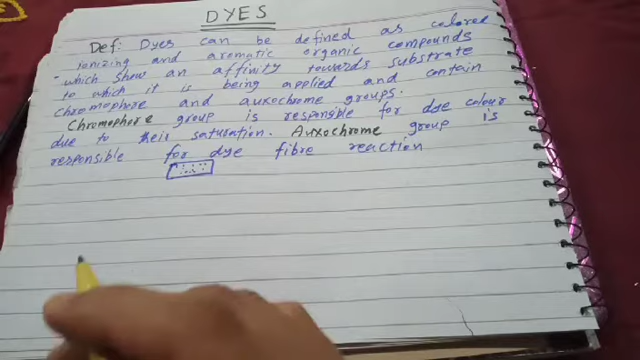 DYES
Def: Dyes can be defined as colored
ionizing and aromatic organic compounds
which show an affinity towards substrate
to which it is being applied and contain
chromophore and auxochrome groups.
Chromophore group is responsible for dye colour
due to their saturation. Auxochrome group is
responsible for dye fibre reaction